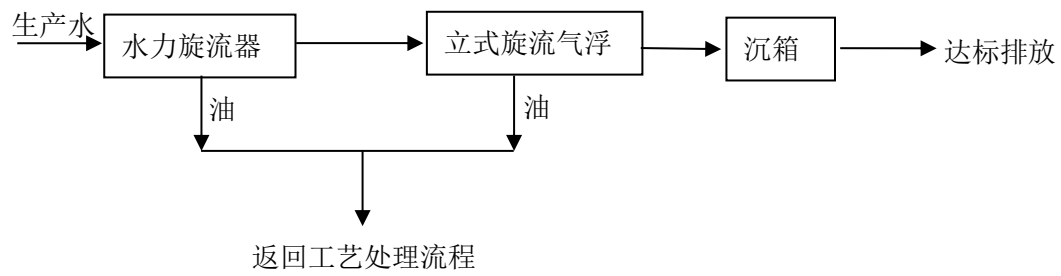 生产水
水力旋流器
立式旋流气浮
沉箱
达标排放
油
油
返回工艺处理流程